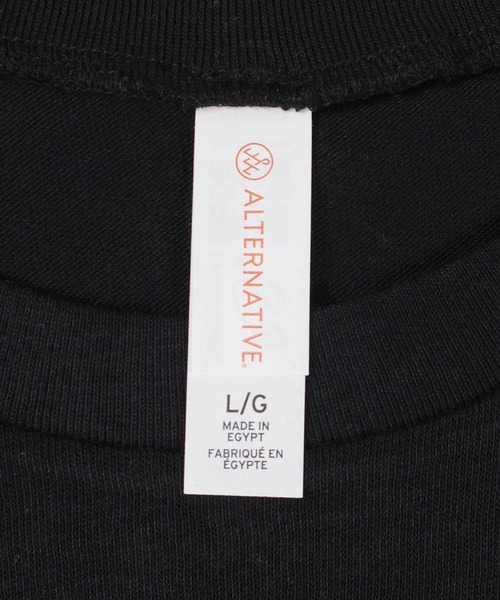 ALTERNATIVE®
L/G
MADE IN
EGYPT
FABRIQUÉ EN
ÉGYPTE